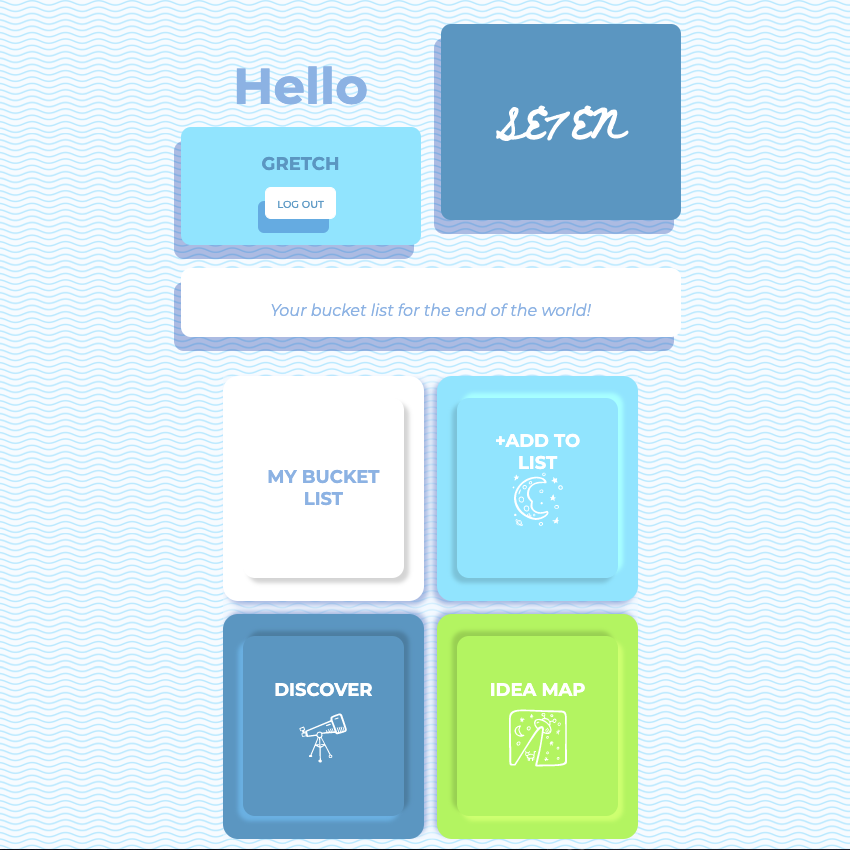 Hello
SE7EN
GRETCH
LOG OUT
Your bucket list for the end of the world!
MY BUCKET
LIST
+ADD TO
LIST
DISCOVER
IDEA MAP